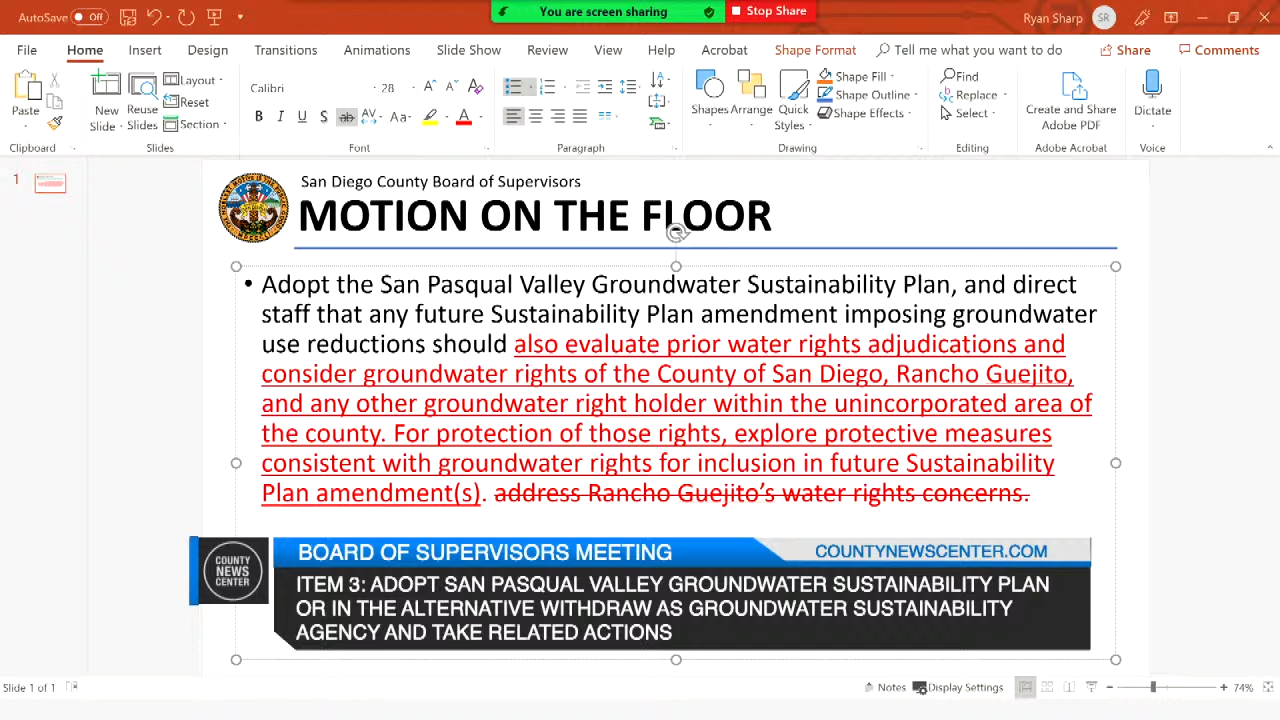 AutoSave Off
You are screen sharing
Stop Share
Ryan Sharp SR
File Home Insert Design Transitions Animations Slide Show Review View Help Acrobat Shape Format Tell me what you want to do Share Comments
Paste
New Slide
Reuse Slides
Layout
Reset
Section
Calibri 28
B I U S ab AV Aa A
Shapes Arrange Quick Styles
Shape Fill
Shape Outline
Shape Effects
Find
Replace
Select
Create and Share Adobe PDF
Dictate
Clipboard Slides Font Paragraph Drawing Editing Adobe Acrobat Voice
1
San Diego County Board of Supervisors
MOTION ON THE FLOOR
• Adopt the San Pasqual Valley Groundwater Sustainability Plan, and direct
staff that any future Sustainability Plan amendment imposing groundwater
use reductions should also evaluate prior water rights adjudications and
consider groundwater rights of the County of San Diego, Rancho Guejito,
and any other groundwater right holder within the unincorporated area of
the county. For protection of those rights, explore protective measures
consistent with groundwater rights for inclusion in future Sustainability
Plan amendment(s). address Rancho Guejito’s water rights concerns.
COUNTY
NEWS
CENTER
BOARD OF SUPERVISORS MEETING
COUNTYNEWSCENTER.COM
ITEM 3: ADOPT SAN PASQUAL VALLEY GROUNDWATER SUSTAINABILITY PLAN
OR IN THE ALTERNATIVE WITHDRAW AS GROUNDWATER SUSTAINABILITY
AGENCY AND TAKE RELATED ACTIONS
Slide 1 of 1
Notes Display Settings 74%